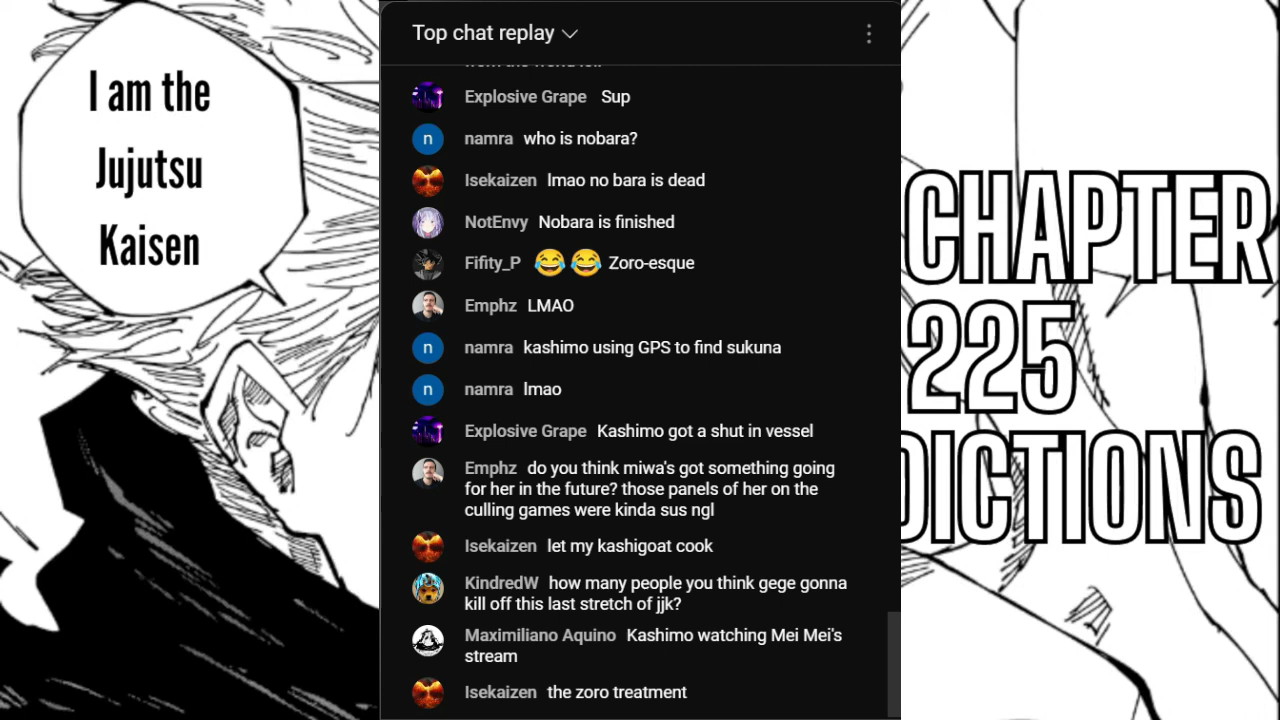 I am the
Jujutsu
Kaisen
Top chat replay
Explosive Grape Sup
n namra who is nobara?
Isekaizen lmao no bara is dead
NotEnvy Nobara is finished
Fifity_P 😂 😂 Zoro-esque
Emphz LMAO
n namra kashimo using GPS to find sukuna
n namra lmao
Explosive Grape Kashimo got a shut in vessel
Emphz do you think miwa's got something going
for her in the future? those panels of her on the
culling games were kinda sus ngl
Isekaizen let my kashigoat cook
KindredW how many people you think gege gonna
kill off this last stretch of jjk?
Maximiliano Aquino Kashimo watching Mei Mei's
stream
Isekaizen the zoro treatment
CHAPTER
225
DICTIONS